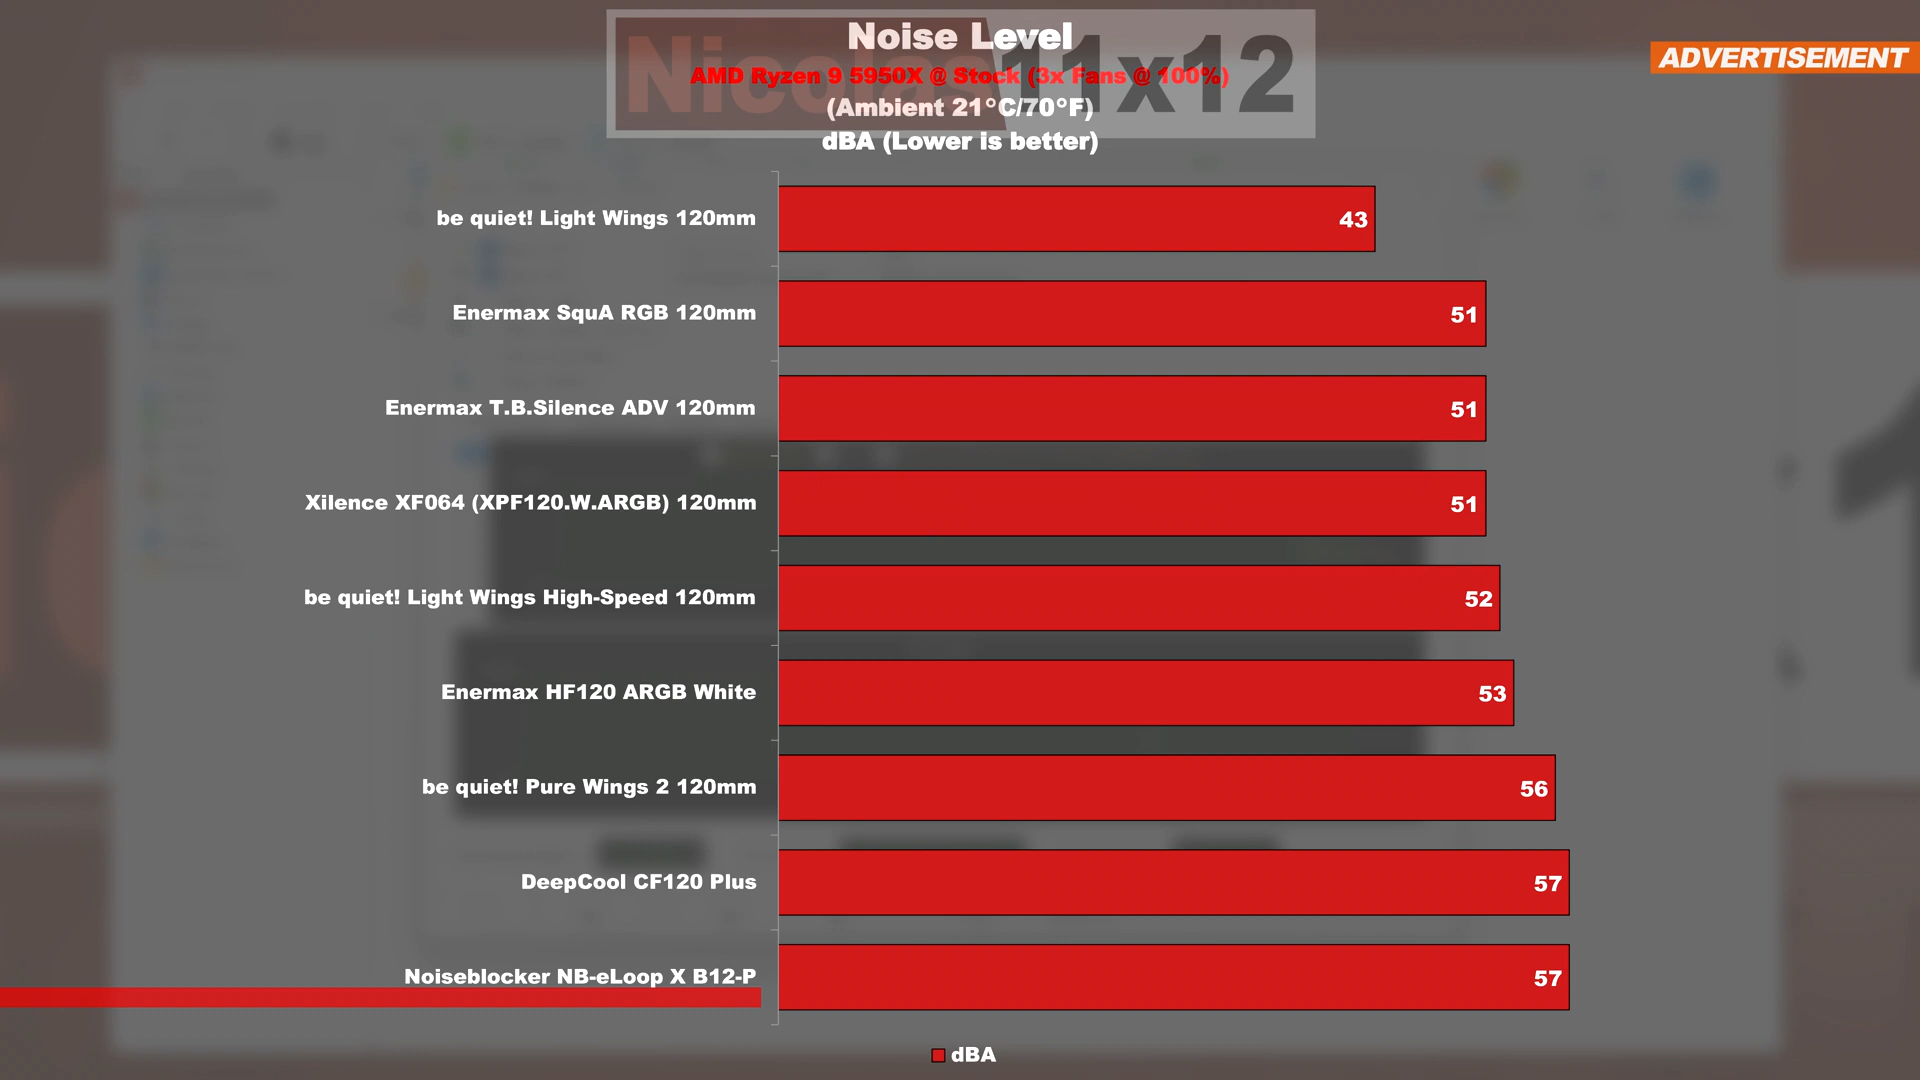 Noise Level
AMD Ryzen 9 5950X @ Stock (3x Fans @ 100%)
(Ambient 21°C/70°F)
dBA (Lower is better)
Nicolas11x12
ADVERTISEMENT
be quiet! Light Wings 120mm 43
Enermax SquA RGB 120mm 51
Enermax T.B.Silence ADV 120mm 51
Xilence XF064 (XPF120.W.ARGB) 120mm 51
be quiet! Light Wings High-Speed 120mm 52
Enermax HF120 ARGB White 53
be quiet! Pure Wings 2 120mm 56
DeepCool CF120 Plus 57
Noiseblocker NB-eLoop X B12-P 57
dBA